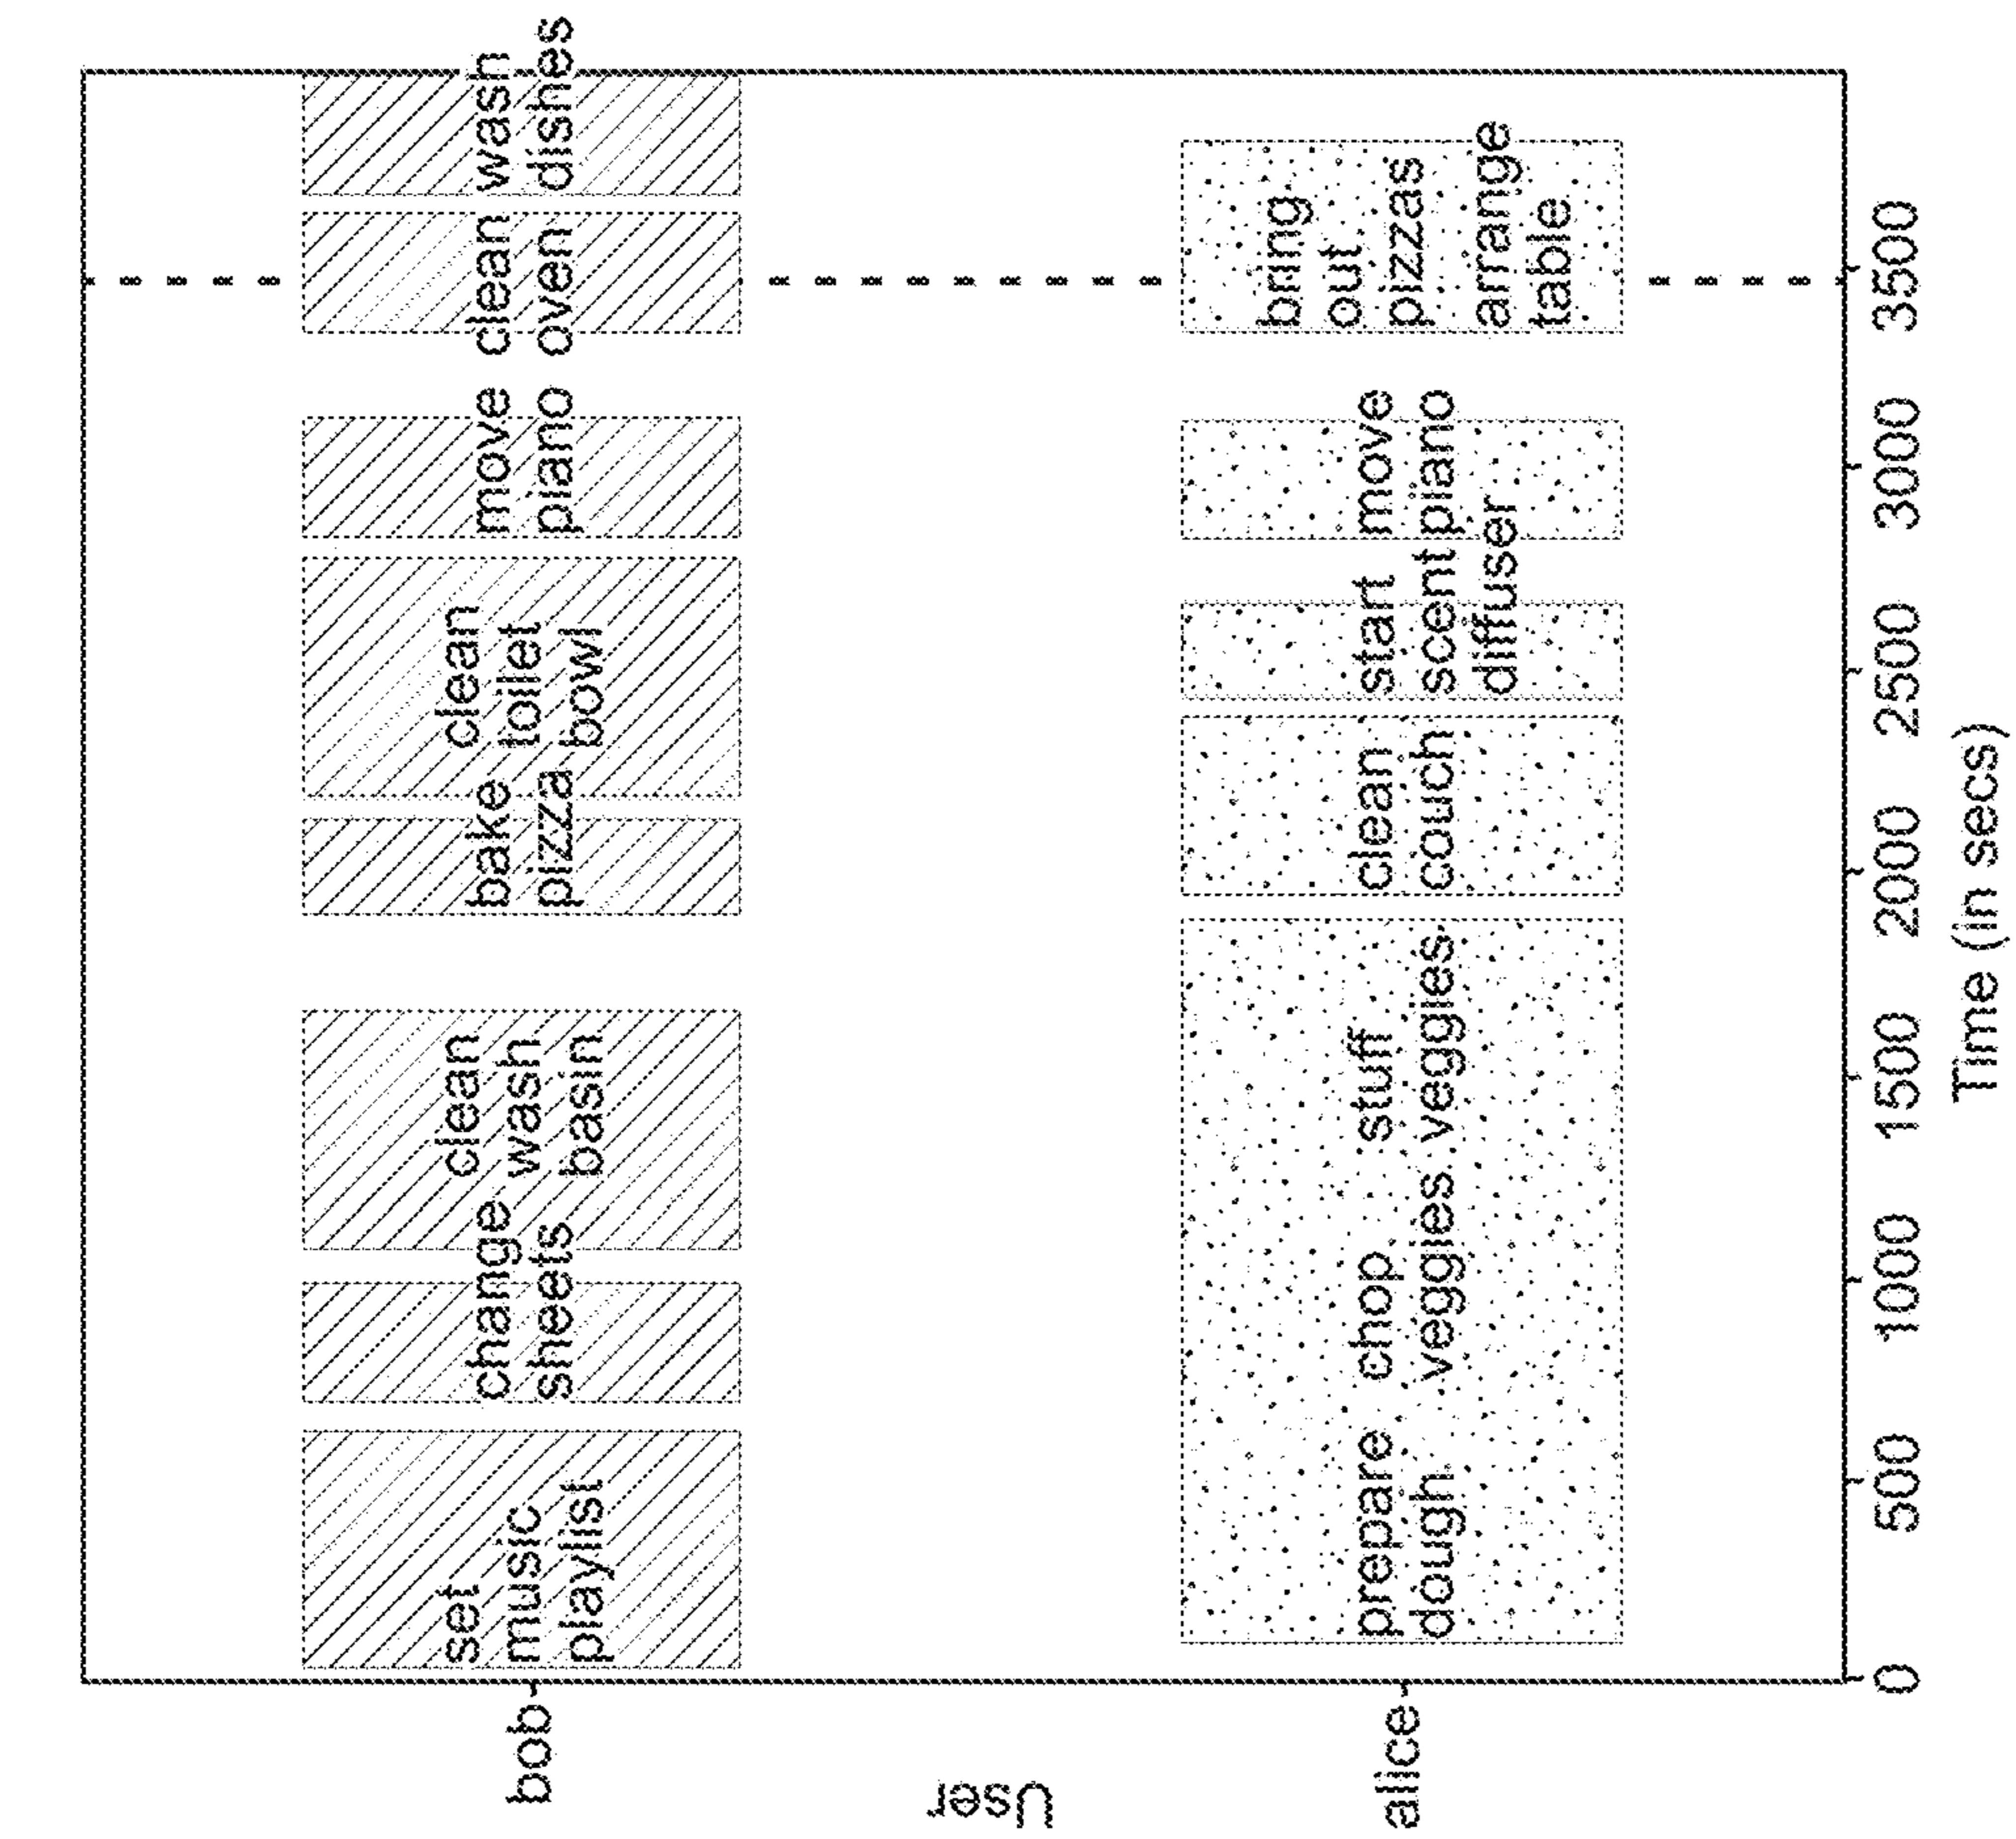 bob
set
music
playlist
change
sheets
clean
wash
basin
bake
pizza
clean
toilet
bowl
move
piano
clean
oven
wash
dishes
User
alice
prepare
dough
chop
veggies
stuff
veggies
clean
couch
start
scent
diffuser
move
piano
bring
out
pizzas
arrange
table
0
500
1000
1500
2000
2500
3000
3500
Time (in secs)